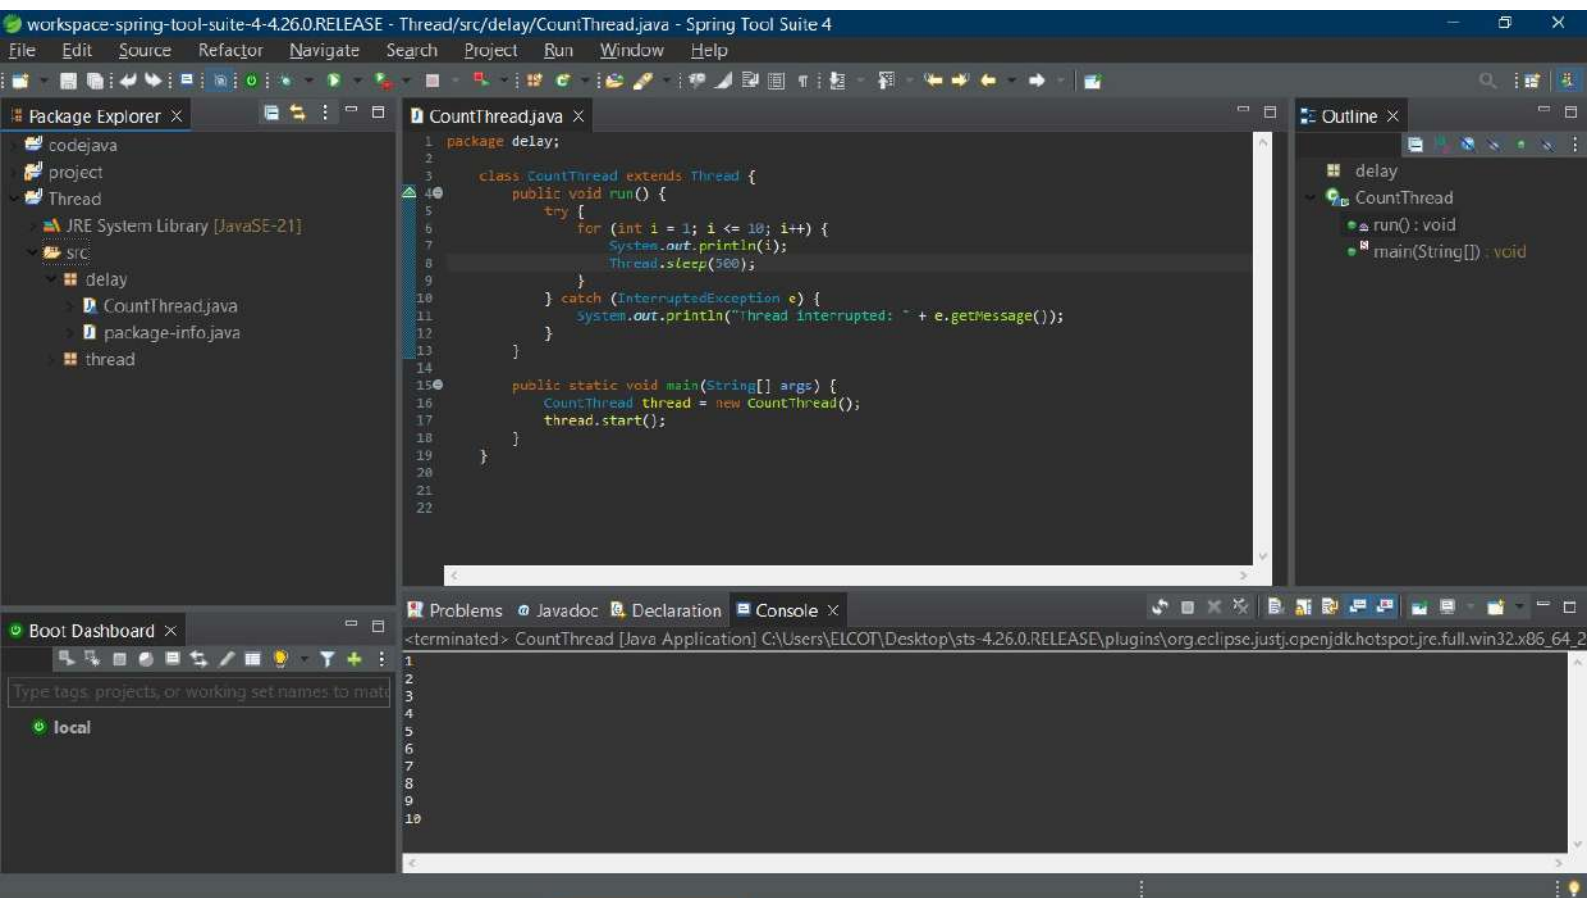 workspace-spring-tool-suite-4-4.26.0.RELEASE - Thread/src/delay/CountThread.java - Spring Tool Suite 4
File Edit Source Refactor Navigate Search Project Run Window Help
Package Explorer
codejava
project
Thread
JRE System Library [JavaSE-21]
src
delay
CountThread.java
package-info.java
thread
CountThread.java
1 package delay;
2
3 class CountThread extends Thread {
4 public void run() {
5 try {
6 for (int i = 1; i <= 10; i++) {
7 System.out.println(i);
8 Thread.sleep(500);
9 }
10 } catch (InterruptedException e) {
11 System.out.println("Thread interrupted: " + e.getMessage());
12 }
13 }
14
15 public static void main(String[] args) {
16 CountThread thread = new CountThread();
17 thread.start();
18 }
19 }
20
21
22
Outline
delay
CountThread
run() : void
main(String[]) : void
Boot Dashboard
Type tags, projects, or working set names to matc
local
Problems @ Javadoc Declaration Console
<terminated> CountThread [Java Application] C:\Users\ELCOT\Desktop\sts-4.26.0.RELEASE\plugins\org.eclipse.justj.openjdk.hotspot.jre.full.win32.x86_64_2
1
2
3
4
5
6
7
8
9
10